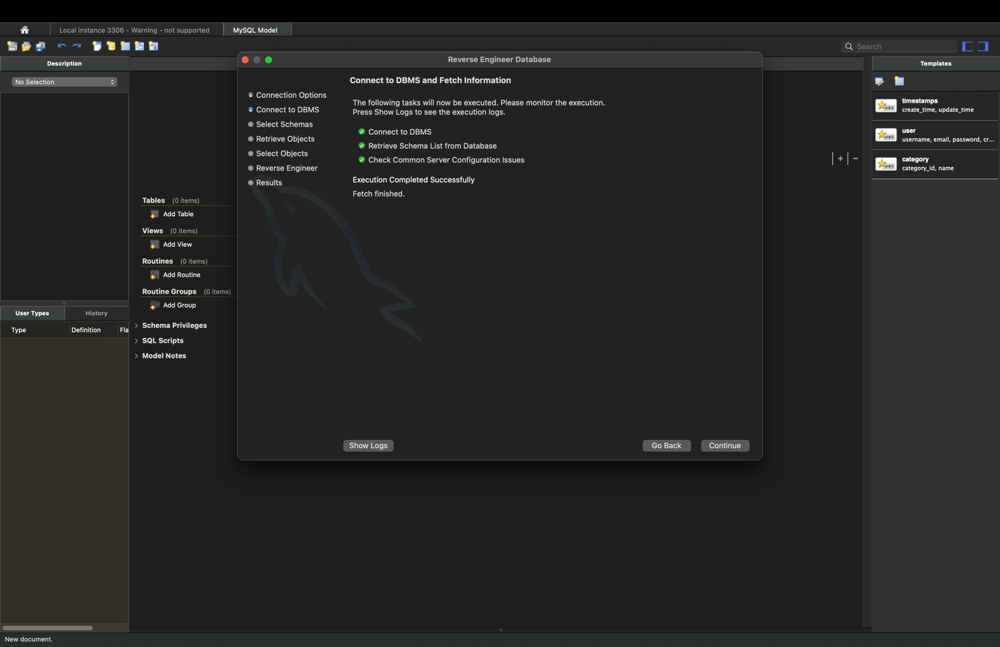 Local instance 3306 - Warning - not supported
MySQL Model
Search
Description
No Selection
User Types
History
Type
Definition
Fla
Tables (0 items)
Add Table
Views (0 items)
Add View
Routines (0 items)
Add Routine
Routine Groups (0 items)
Add Group
Schema Privileges
SQL Scripts
Model Notes
Reverse Engineer Database
Connection Options
Connect to DBMS
Select Schemas
Retrieve Objects
Select Objects
Reverse Engineer
Results
Connect to DBMS and Fetch Information
The following tasks will now be executed. Please monitor the execution.
Press Show Logs to see the execution logs.
Connect to DBMS
Retrieve Schema List from Database
Check Common Server Configuration Issues
Execution Completed Successfully
Fetch finished.
Show Logs
Go Back
Continue
Templates
MWB
timestamps
create_time, update_time
MWB
user
username, email, password, cr...
MWB
category
category_id, name
New document.